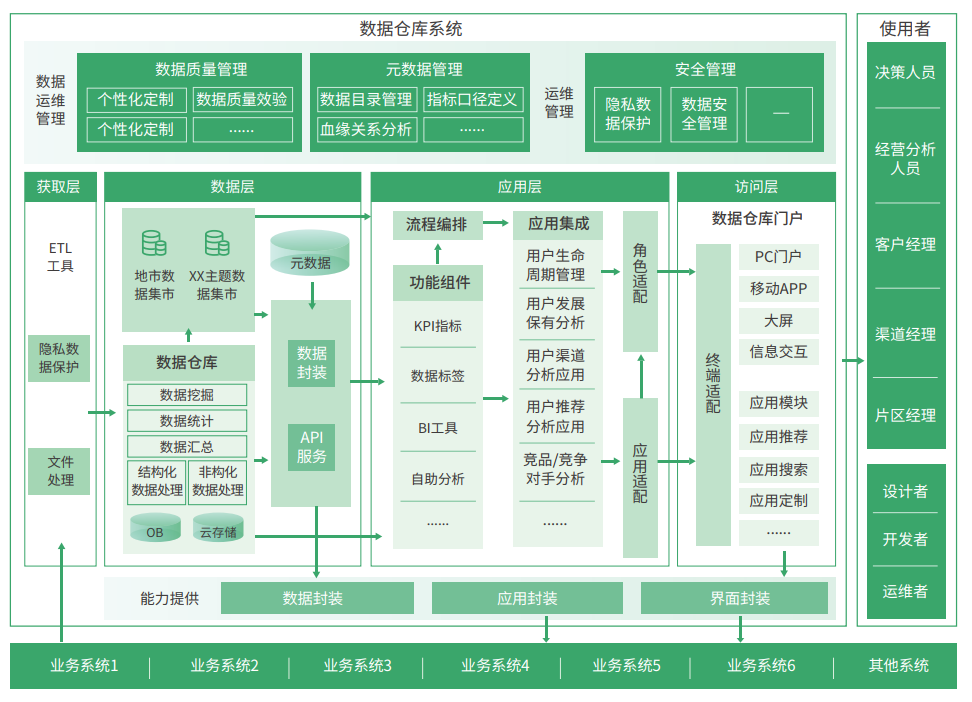 数据仓库系统
数据
运维
管理
数据质量管理
个性化定制
数据质量效验
个性化定制
......
元数据管理
数据目录管理
指标口径定义
血缘关系分析
......
运维
管理
安全管理
隐私数
据保护
数据安
全管理
—
获取层
ETL
工具
隐私数
据保护
文件
处理
数据层
地市数
据集市
XX主题数
据集市
元数据
数据仓库
数据挖掘
数据统计
数据汇总
结构化
数据处理
非构化
数据处理
OB
云存储
数据
封装
API
服务
应用层
流程编排
功能组件
KPI指标
数据标签
BI工具
自助分析
......
应用集成
用户生命
周期管理
用户发展
保有分析
用户渠道
分析应用
用户推荐
分析应用
竞品/竞争
对手分析
......
角色适配
应用适配
访问层
数据仓库门户
终端适配
PC门户
移动APP
大屏
信息交互
应用模块
应用推荐
应用搜索
应用定制
......
能力提供
数据封装
应用封装
界面封装
业务系统1
业务系统2
业务系统3
业务系统4
业务系统5
业务系统6
其他系统
使用者
决策人员
经营分析
人员
客户经理
渠道经理
片区经理
设计者
开发者
运维者